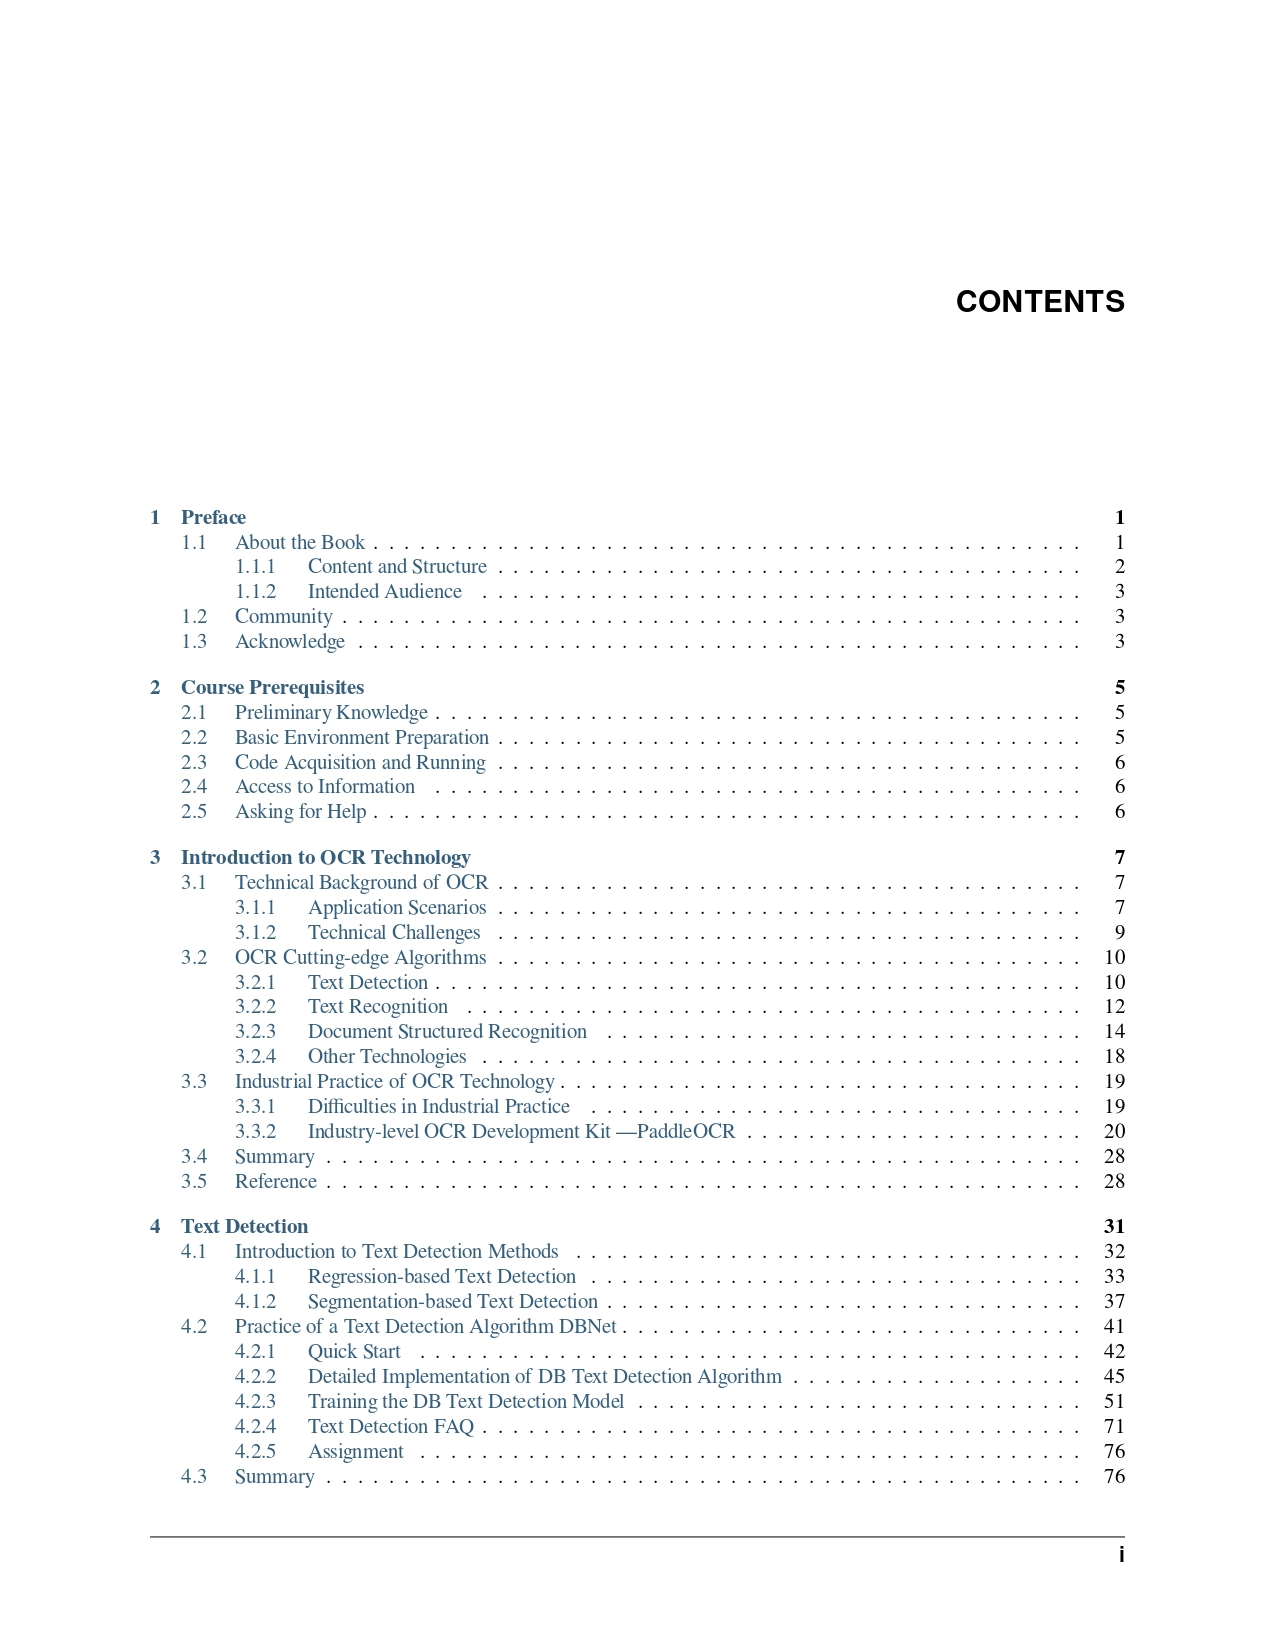 CONTENTS
1 Preface 1
1.1 About the Book . . . . . . . . . . . . . . . . . . . . . . . . . . . . . . . . . . . . . . . . . . . . . . 1
1.1.1 Content and Structure . . . . . . . . . . . . . . . . . . . . . . . . . . . . . . . . . . . . . . 2
1.1.2 Intended Audience . . . . . . . . . . . . . . . . . . . . . . . . . . . . . . . . . . . . . . . 3
1.2 Community . . . . . . . . . . . . . . . . . . . . . . . . . . . . . . . . . . . . . . . . . . . . . . . . 3
1.3 Acknowledge . . . . . . . . . . . . . . . . . . . . . . . . . . . . . . . . . . . . . . . . . . . . . . . 3
2 Course Prerequisites 5
2.1 Preliminary Knowledge . . . . . . . . . . . . . . . . . . . . . . . . . . . . . . . . . . . . . . . . . . 5
2.2 Basic Environment Preparation . . . . . . . . . . . . . . . . . . . . . . . . . . . . . . . . . . . . . . 5
2.3 Code Acquisition and Running . . . . . . . . . . . . . . . . . . . . . . . . . . . . . . . . . . . . . . 6
2.4 Access to Information . . . . . . . . . . . . . . . . . . . . . . . . . . . . . . . . . . . . . . . . . . 6
2.5 Asking for Help . . . . . . . . . . . . . . . . . . . . . . . . . . . . . . . . . . . . . . . . . . . . . . 6
3 Introduction to OCR Technology 7
3.1 Technical Background of OCR . . . . . . . . . . . . . . . . . . . . . . . . . . . . . . . . . . . . . . 7
3.1.1 Application Scenarios . . . . . . . . . . . . . . . . . . . . . . . . . . . . . . . . . . . . . . 7
3.1.2 Technical Challenges . . . . . . . . . . . . . . . . . . . . . . . . . . . . . . . . . . . . . . 9
3.2 OCR Cutting-edge Algorithms . . . . . . . . . . . . . . . . . . . . . . . . . . . . . . . . . . . . . . 10
3.2.1 Text Detection . . . . . . . . . . . . . . . . . . . . . . . . . . . . . . . . . . . . . . . . . . 10
3.2.2 Text Recognition . . . . . . . . . . . . . . . . . . . . . . . . . . . . . . . . . . . . . . . . 12
3.2.3 Document Structured Recognition . . . . . . . . . . . . . . . . . . . . . . . . . . . . . . . 14
3.2.4 Other Technologies . . . . . . . . . . . . . . . . . . . . . . . . . . . . . . . . . . . . . . . 18
3.3 Industrial Practice of OCR Technology . . . . . . . . . . . . . . . . . . . . . . . . . . . . . . . . . . 19
3.3.1 Difficulties in Industrial Practice . . . . . . . . . . . . . . . . . . . . . . . . . . . . . . . . 19
3.3.2 Industry-level OCR Development Kit —PaddleOCR . . . . . . . . . . . . . . . . . . . . . . 20
3.4 Summary . . . . . . . . . . . . . . . . . . . . . . . . . . . . . . . . . . . . . . . . . . . . . . . . . 28
3.5 Reference . . . . . . . . . . . . . . . . . . . . . . . . . . . . . . . . . . . . . . . . . . . . . . . . . 28
4 Text Detection 31
4.1 Introduction to Text Detection Methods . . . . . . . . . . . . . . . . . . . . . . . . . . . . . . . . . 32
4.1.1 Regression-based Text Detection . . . . . . . . . . . . . . . . . . . . . . . . . . . . . . . . 33
4.1.2 Segmentation-based Text Detection . . . . . . . . . . . . . . . . . . . . . . . . . . . . . . . 37
4.2 Practice of a Text Detection Algorithm DBNet . . . . . . . . . . . . . . . . . . . . . . . . . . . . . . 41
4.2.1 Quick Start . . . . . . . . . . . . . . . . . . . . . . . . . . . . . . . . . . . . . . . . . . . 42
4.2.2 Detailed Implementation of DB Text Detection Algorithm . . . . . . . . . . . . . . . . . . . 45
4.2.3 Training the DB Text Detection Model . . . . . . . . . . . . . . . . . . . . . . . . . . . . . 51
4.2.4 Text Detection FAQ . . . . . . . . . . . . . . . . . . . . . . . . . . . . . . . . . . . . . . . 71
4.2.5 Assignment . . . . . . . . . . . . . . . . . . . . . . . . . . . . . . . . . . . . . . . . . . . 76
4.3 Summary . . . . . . . . . . . . . . . . . . . . . . . . . . . . . . . . . . . . . . . . . . . . . . . . . 76
i